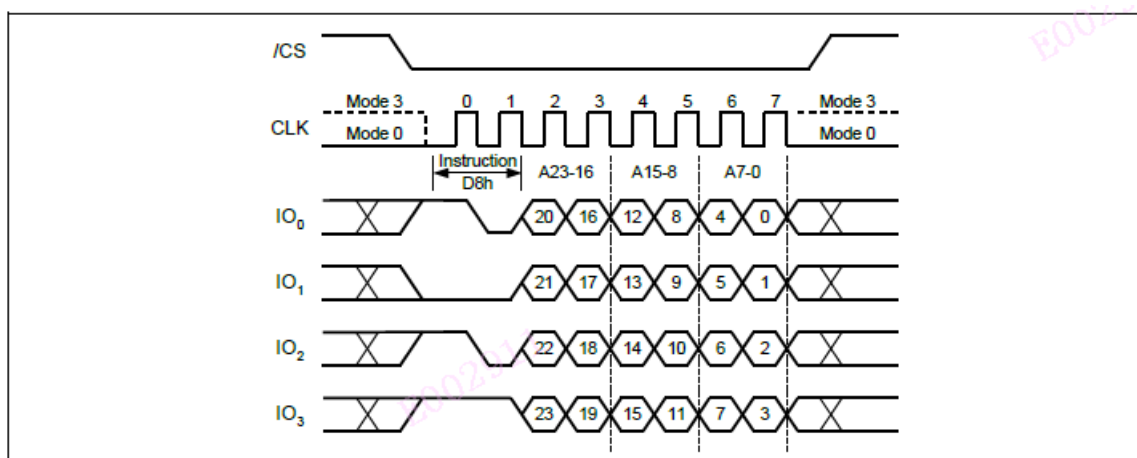 E002
/CS
0 1 2 3 4 5 6 7
Mode 3 Mode 3
CLK
Mode 0 Mode 0
Instruction
D8h A23-16 A15-8 A7-0
IO0 20 16 12 8 4 0
IO1 21 17 13 9 5 1
IO2 22 18 14 10 6 2
IO3 23 19 15 11 7 3